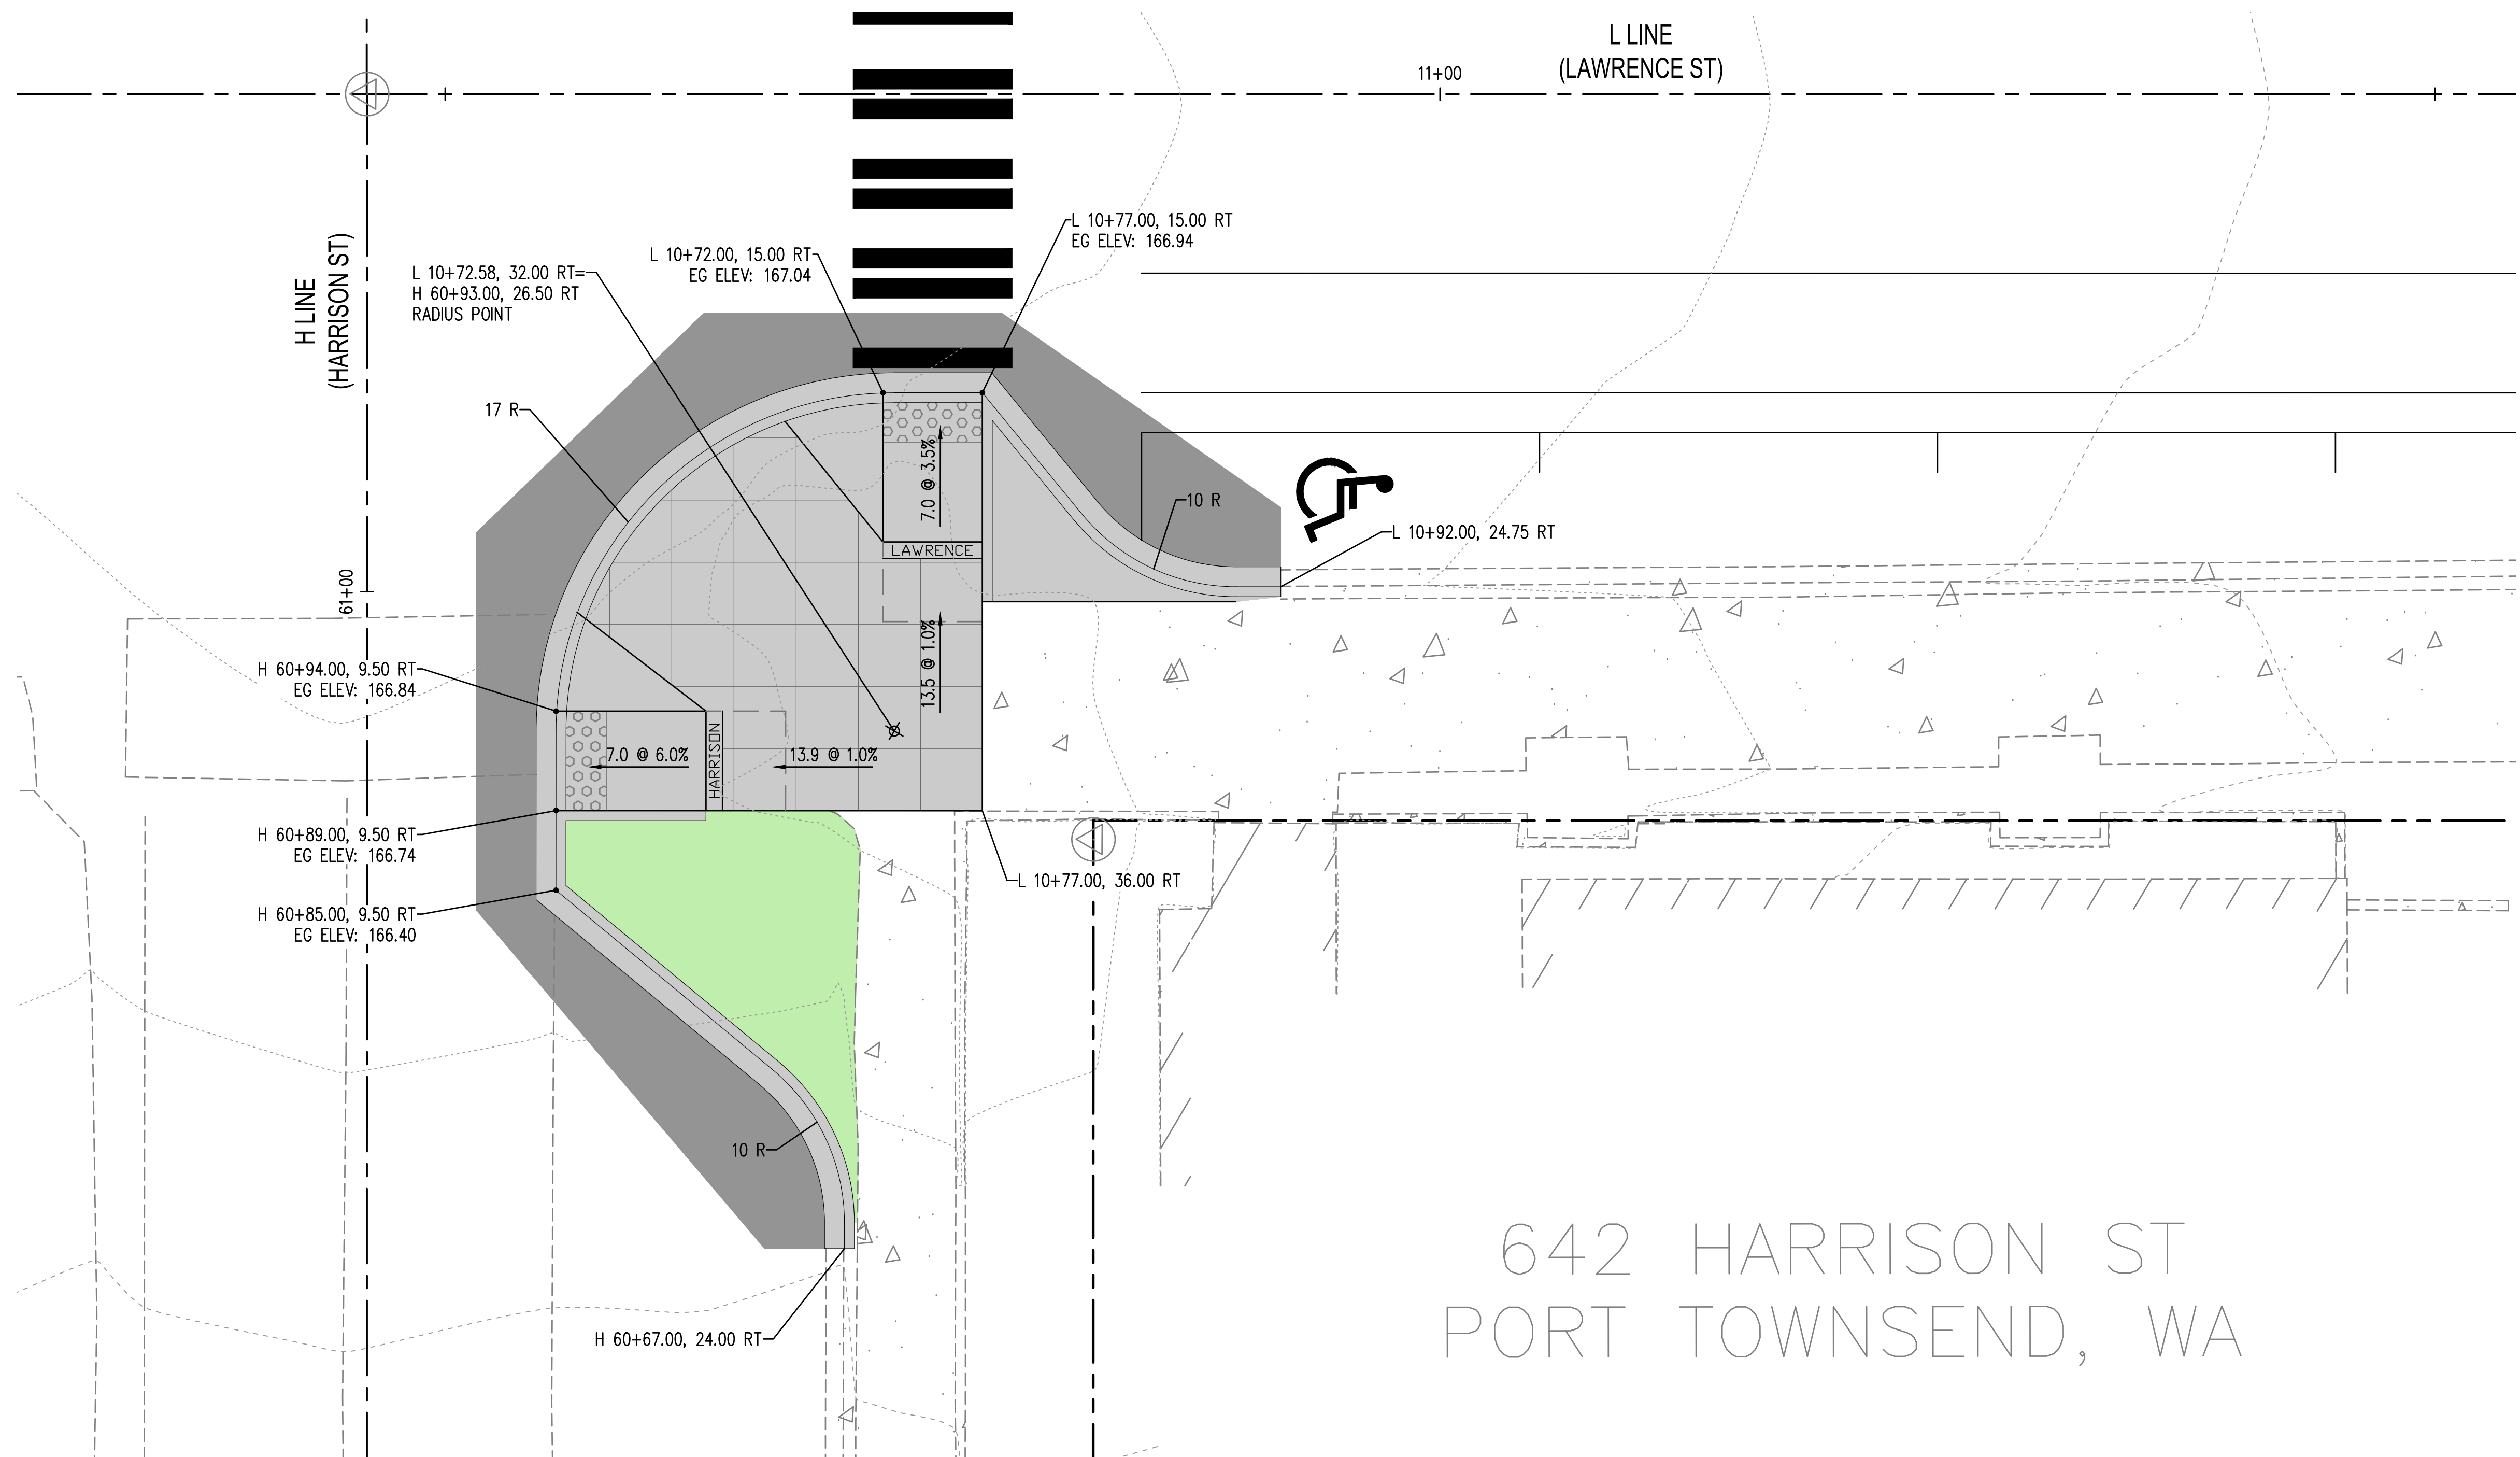 L LINE
(LAWRENCE ST)
11+00
H LINE
(HARRISON ST)
61+00
L 10+77.00, 15.00 RT
EG ELEV: 166.94
L 10+72.00, 15.00 RT
EG ELEV: 167.04
L 10+72.58, 32.00 RT=
H 60+93.00, 26.50 RT
RADIUS POINT
17 R
7.0 @ 3.5%
10 R
L 10+92.00, 24.75 RT
LAWRENCE
13.5 @ 1.0%
H 60+94.00, 9.50 RT
EG ELEV: 166.84
7.0 @ 6.0%
HARRISON
13.9 @ 1.0%
H 60+89.00, 9.50 RT
EG ELEV: 166.74
L 10+77.00, 36.00 RT
H 60+85.00, 9.50 RT
EG ELEV: 166.40
10 R
H 60+67.00, 24.00 RT
642 HARRISON ST
PORT TOWNSEND, WA